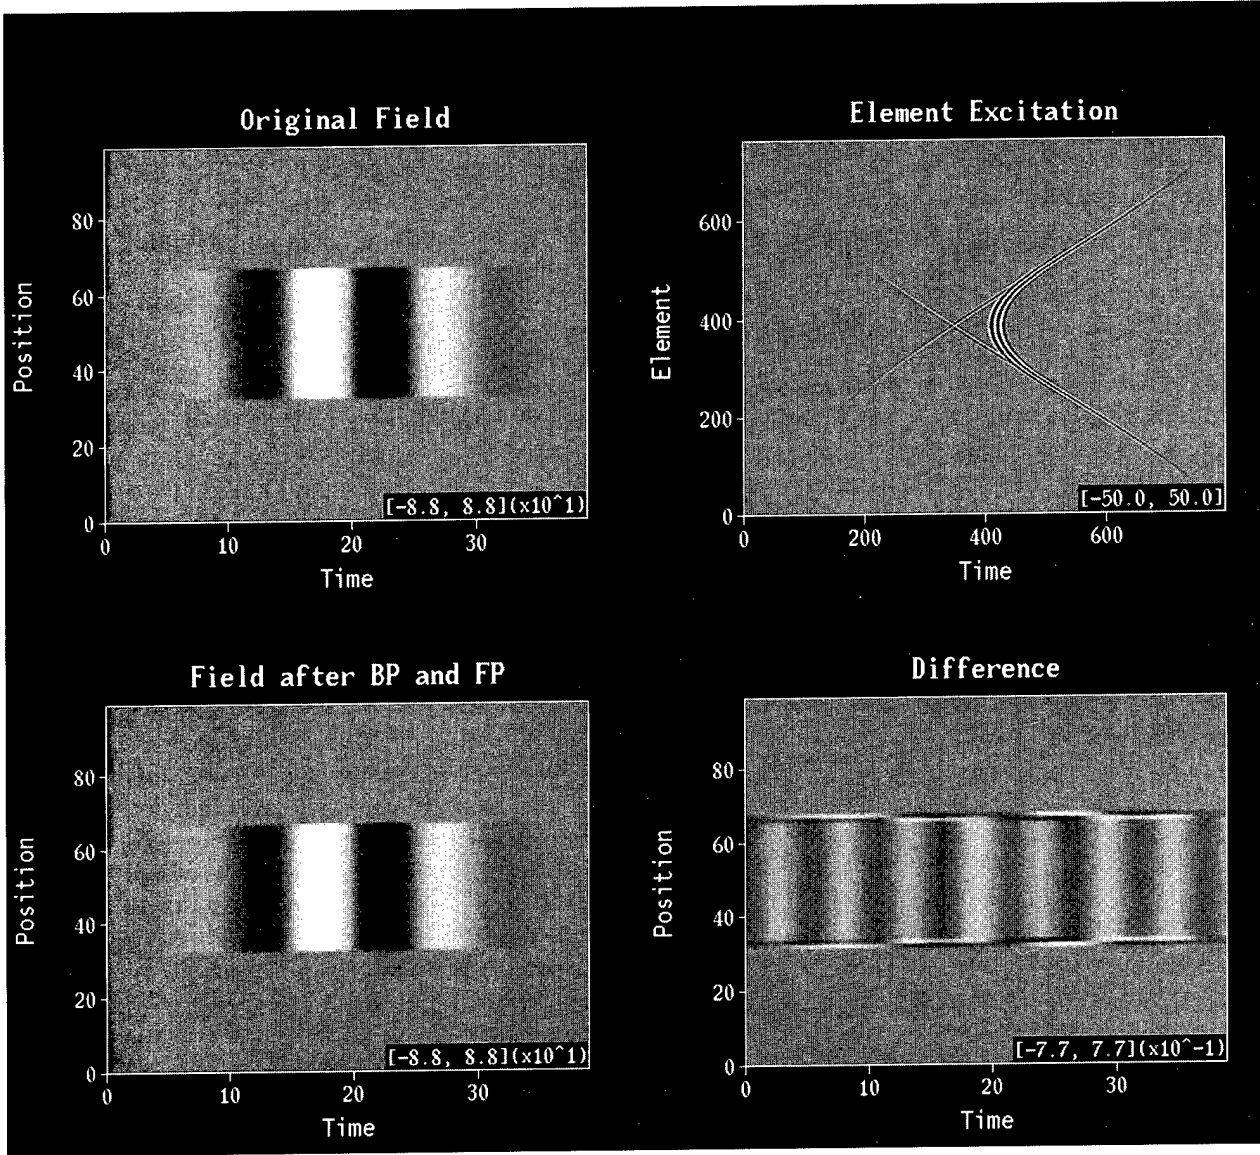 Original Field
Position
80
60
40
20
0
[-8.8, 8.8](x10^1)
0 10 20 30
Time
Element Excitation
Element
600
400
200
0
[-50.0, 50.0]
0 200 400 600
Time
Field after BP and FP
Position
80
60
40
20
0
[-8.8, 8.8](x10^1)
0 10 20 30
Time
Difference
Position
80
60
40
20
0
[-7.7, 7.7](x10^-1)
0 10 20 30
Time